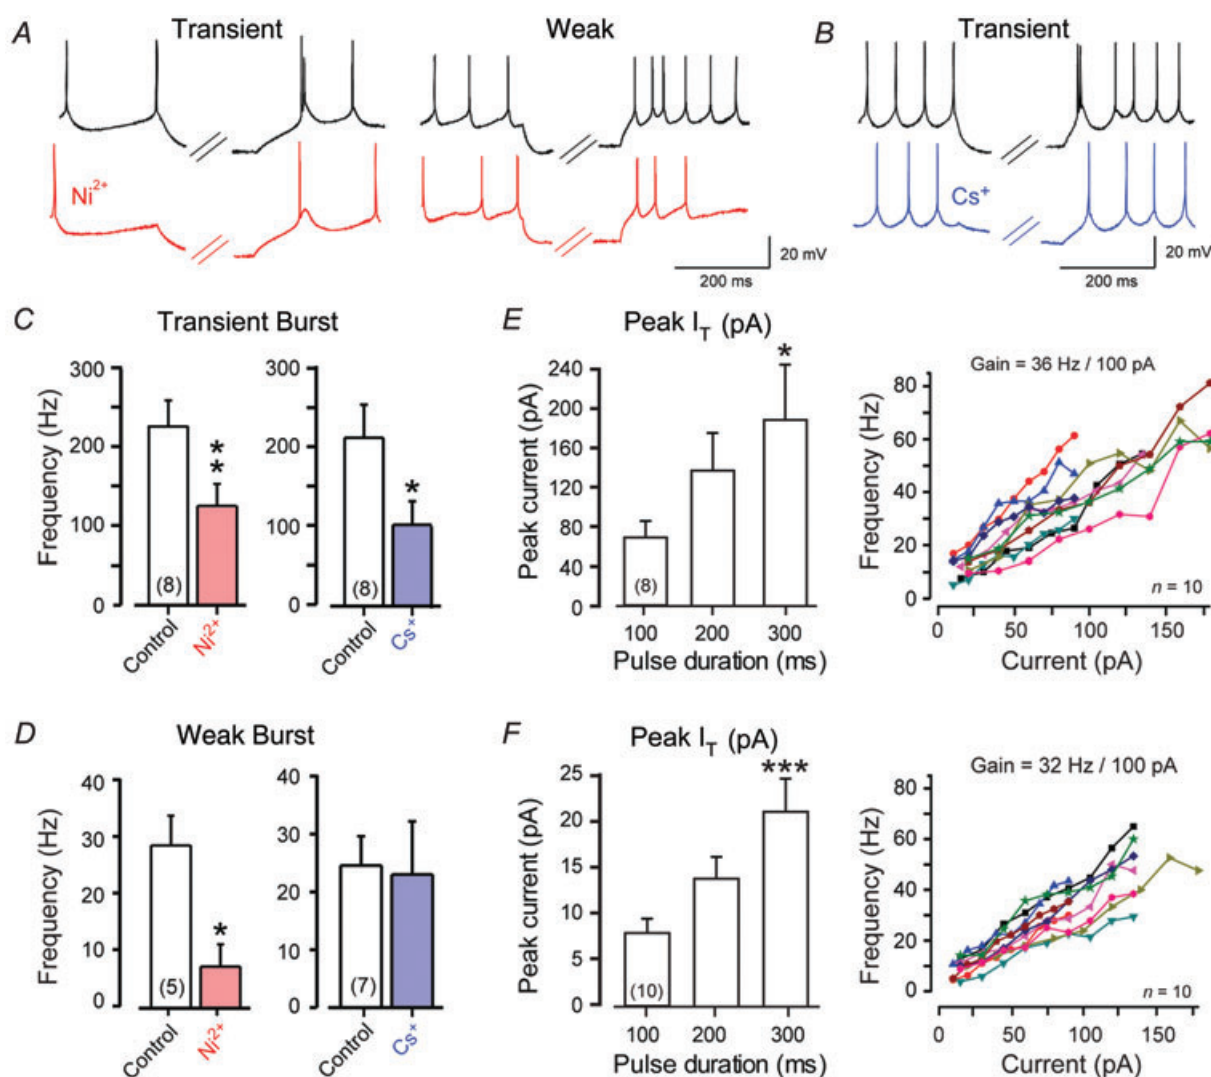 A Transient Weak B Transient
Ni2+
Cs+
20 mV
200 ms
20 mV
200 ms
C Transient Burst
Frequency (Hz)
300
200
100
0
(8)
**
Control
Ni2+
300
200
100
0
(8)
*
Control
Cs+
E Peak IT (pA)
Peak current (pA)
240
200
160
120
80
40
0
(8)
*
100 200 300
Pulse duration (ms)
Gain = 36 Hz / 100 pA
Frequency (Hz)
80
60
40
20
0
n = 10
0 50 100 150
Current (pA)
D Weak Burst
Frequency (Hz)
40
30
20
10
0
(5)
*
Control
Ni2+
40
30
20
10
0
(7)
Control
Cs+
F Peak IT (pA)
Peak current (pA)
25
20
15
10
5
0
(10)
***
100 200 300
Pulse duration (ms)
Gain = 32 Hz / 100 pA
Frequency (Hz)
80
60
40
20
0
n = 10
0 50 100 150
Current (pA)